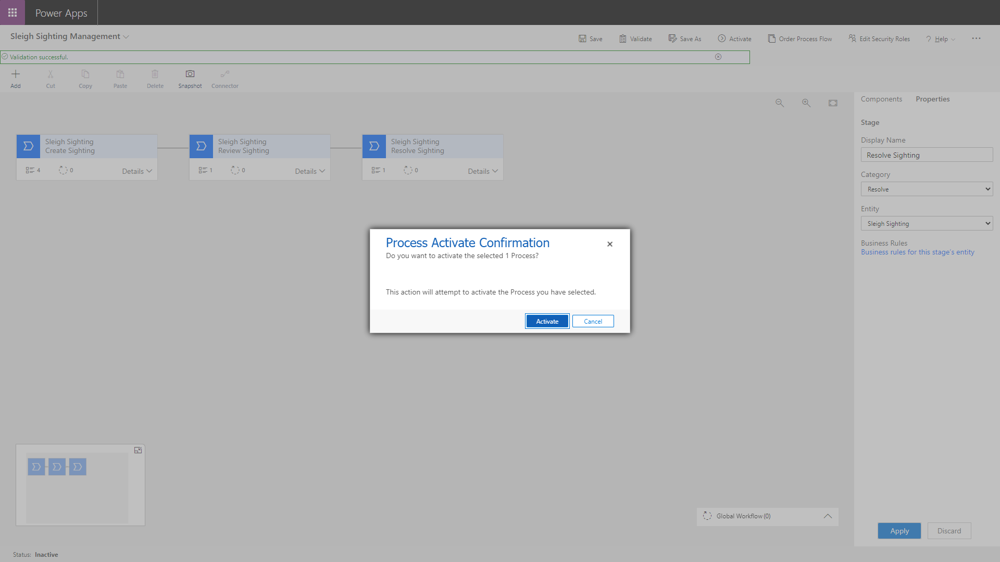 Power Apps
Sleigh Sighting Management
Save
Validate
Save As
Activate
Order Process Flow
Edit Security Roles
? Help
Validation successful.
Add
Cut
Copy
Paste
Delete
Snapshot
Connector
Components
Properties
Sleigh Sighting
Create Sighting
4
0
Details
Sleigh Sighting
Review Sighting
1
0
Details
Sleigh Sighting
Resolve Sighting
1
0
Details
Stage
Display Name
Resolve Sighting
Category
Resolve
Entity
Sleigh Sighting
Business Rules
Business rules for this stage's entity
Process Activate Confirmation
Do you want to activate the selected 1 Process?
This action will attempt to activate the Process you have selected.
Activate
Cancel
Global Workflow (0)
Apply
Discard
Status: Inactive